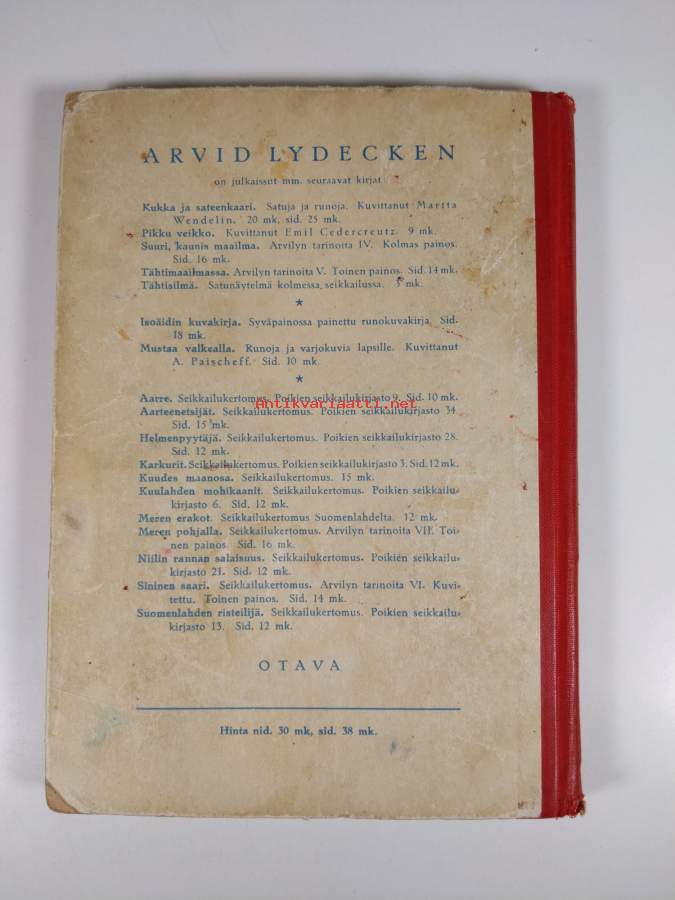 ARVID LYDECKEN
on julkaissut mm. seuraavat kirjat:
Kukka ja sateenkaari. Satuja ja runoja. Kuvittanut Martta
Wendelin. 20 mk, sid. 25 mk.
Pikku veikko. Kuvittanut Emil Cedercreutz. 9 mk.
Suuri, kaunis maailma. Arvilyn tarinoita IV. Kolmas painos.
Sid. 16 mk.
Tähtimaailmassa. Arvilyn tarinoita V. Toinen painos. Sid. 14 mk.
Tähtisilmä. Satunäytelmä kolmessa seikkailussa. 5 mk.
★
Isoäidin kuvakirja. Syväpainossa painettu runokuvakirja. Sid.
18 mk.
Mustaa valkealla. Runoja ja varjokuvia lapsille. Kuvittanut
A. Paischeff. Sid. 10 mk.
★
Aarre. Seikkailukertomus. Poikien seikkailukirjasto 9. Sid. 10 mk.
Antikvariaatti.net
Aarteenetsijät. Seikkailukertomus. Poikien seikkailukirjasto 34.
Sid. 15 mk.
Helmenpyytäjä. Seikkailukertomus. Poikien seikkailukirjasto 28.
Sid. 12 mk.
Karkurit. Seikkailukertomus. Poikien seikkailukirjasto 3. Sid. 12 mk.
Kuudes maanosa. Seikkailukertomus. 15 mk.
Kuulahden mohikaanit. Seikkailukertomus. Poikien seikkailu-
kirjasto 6. Sid. 12 mk.
Meren erakot. Seikkailukertomus Suomenlahdelta. 12 mk.
Meren pohjalla. Seikkailukertomus. Arvilyn tarinoita VII. Toi-
nen painos. Sid. 16 mk.
Niilin rannan salaisuus. Seikkailukertomus. Poikien seikkailu-
kirjasto 21. Sid. 12 mk.
Sininen saari. Seikkailukertomus. Arvilyn tarinoita VI. Kuvi-
tettu. Toinen painos. Sid. 14 mk.
Suomenlahden risteilijä. Seikkailukertomus. Poikien seikkailu-
kirjasto 13. Sid. 12 mk.
OTAVA
Hinta nid. 30 mk, sid. 38 mk.